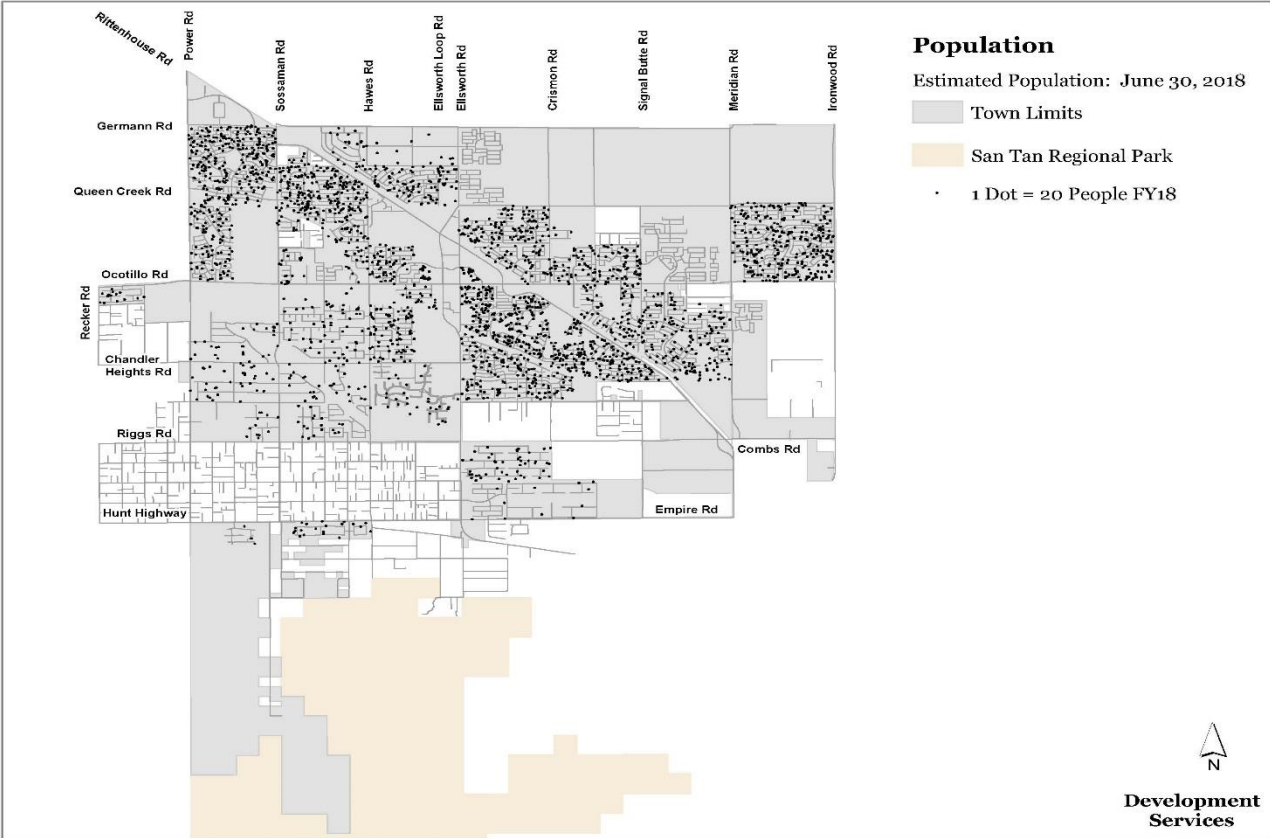 Rittenhouse Rd
Power Rd
Sossaman Rd
Hawes Rd
Ellsworth Loop Rd
Ellsworth Rd
Crismon Rd
Signal Butte Rd
Meridian Rd
Ironwood Rd
Germann Rd
Queen Creek Rd
Ocotillo Rd
Recker Rd
Chandler
Heights Rd
Riggs Rd
Combs Rd
Hunt Highway
Empire Rd
Population
Estimated Population: June 30, 2018
Town Limits
San Tan Regional Park
1 Dot = 20 People FY18
N
Development
Services